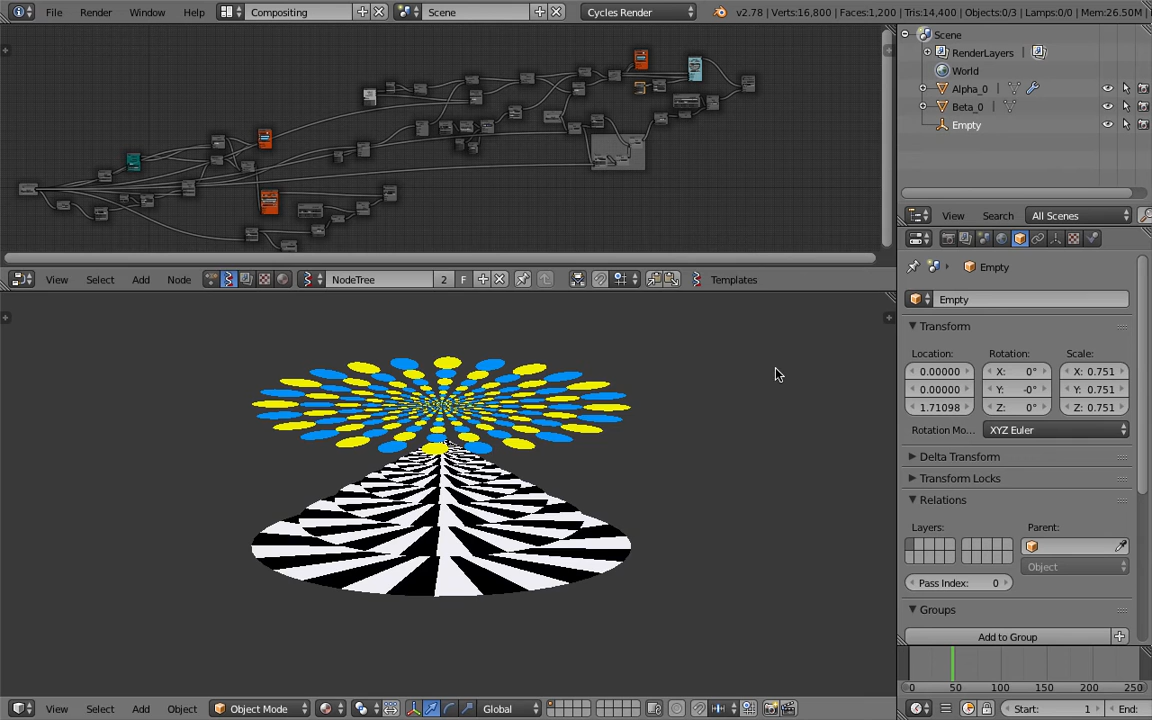 File Render Window Help Compositing Scene Cycles Render v2.78 | Verts:16,800 | Faces:1,200 | Tris:14,400 | Objects:0/3 | Lamps:0/0 | Mem:26.50M
Scene
RenderLayers
World
Alpha_0
Beta_0
Empty
View Search All Scenes
Empty
Empty
Transform
Location: Rotation: Scale:
0.00000 X: 0° X: 0.751
0.00000 Y: -0° Y: 0.751
1.71098 Z: 0° Z: 0.751
Rotation Mo... XYZ Euler
Delta Transform
Transform Locks
Relations
Layers: Parent:
Object
Pass Index: 0
Groups
Add to Group
View Select Add Node NodeTree 2 F Templates
0 50 100 150 200 250
View Select Add Object Object Mode Global
Start: 1